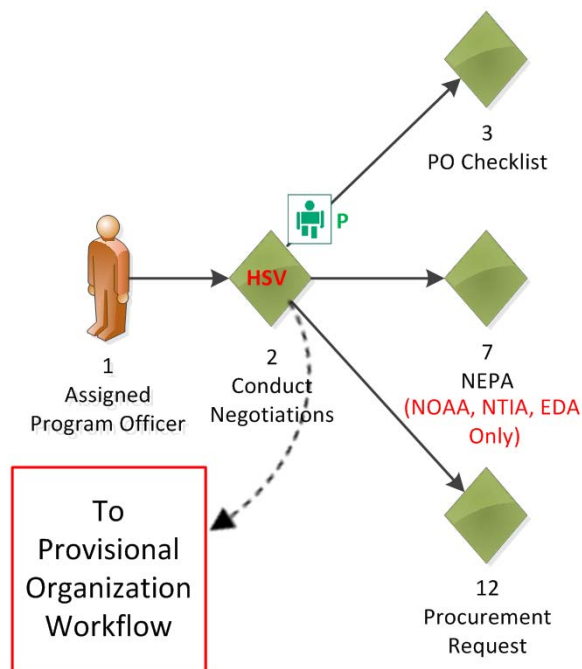 3
PO Checklist
P
HSV
1
Assigned
Program Officer
2
Conduct
Negotiations
7
NEPA
(NOAA, NTIA, EDA
Only)
To
Provisional
Organization
Workflow
12
Procurement
Request